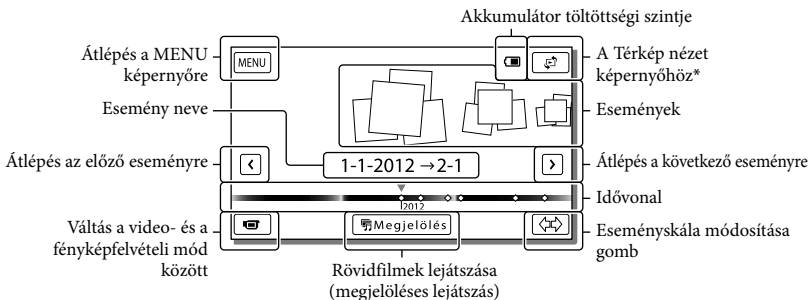 Akkumulátor töltöttségi szintje
Átlépés a MENU
képernyőre
MENU
A Térkép nézet
képernyőhöz*
Esemény neve
Események
Átlépés az előző eseményre
1-1-2012 →2-1
Átlépés a következő eseményre
Idővonal
2012
Váltás a video- és a
fényképfelvételi mód
között
Megjelölés
Eseményskála módosítása
gomb
Rövidfilmek lejátszása
(megjelöléses lejátszás)